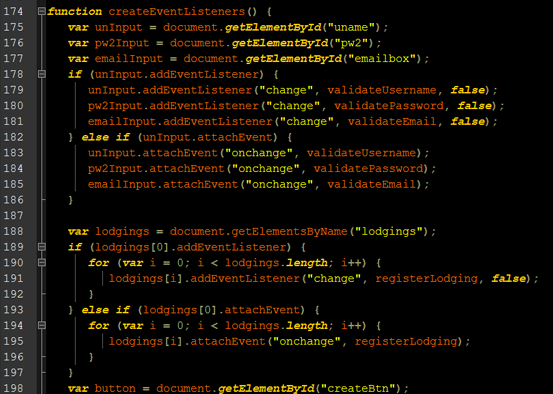 174 function createEventListeners() {
175 var unInput = document.getElementById("uname");
176 var pw2Input = document.getElementById("pw2");
177 var emailInput = document.getElementById("emailbox");
178 if (unInput.addEventListener) {
179 unInput.addEventListener("change", validateUsername, false);
180 pw2Input.addEventListener("change", validatePassword, false);
181 emailInput.addEventListener("change", validateEmail, false);
182 } else if (unInput.attachEvent) {
183 unInput.attachEvent("onchange", validateUsername);
184 pw2Input.attachEvent("onchange", validatePassword);
185 emailInput.attachEvent("onchange", validateEmail);
186 }
187
188 var lodgings = document.getElementsByName("lodgings");
189 if (lodgings[0].addEventListener) {
190 for (var i = 0; i < lodgings.length; i++) {
191 lodgings[i].addEventListener("change", registerLodging, false);
192 }
193 } else if (lodgings[0].attachEvent) {
194 for (var i = 0; i < lodgings.length; i++) {
195 lodgings[i].attachEvent("onchange", registerLodging);
196 }
197 }
198 var button = document.getElementById("createBtn");